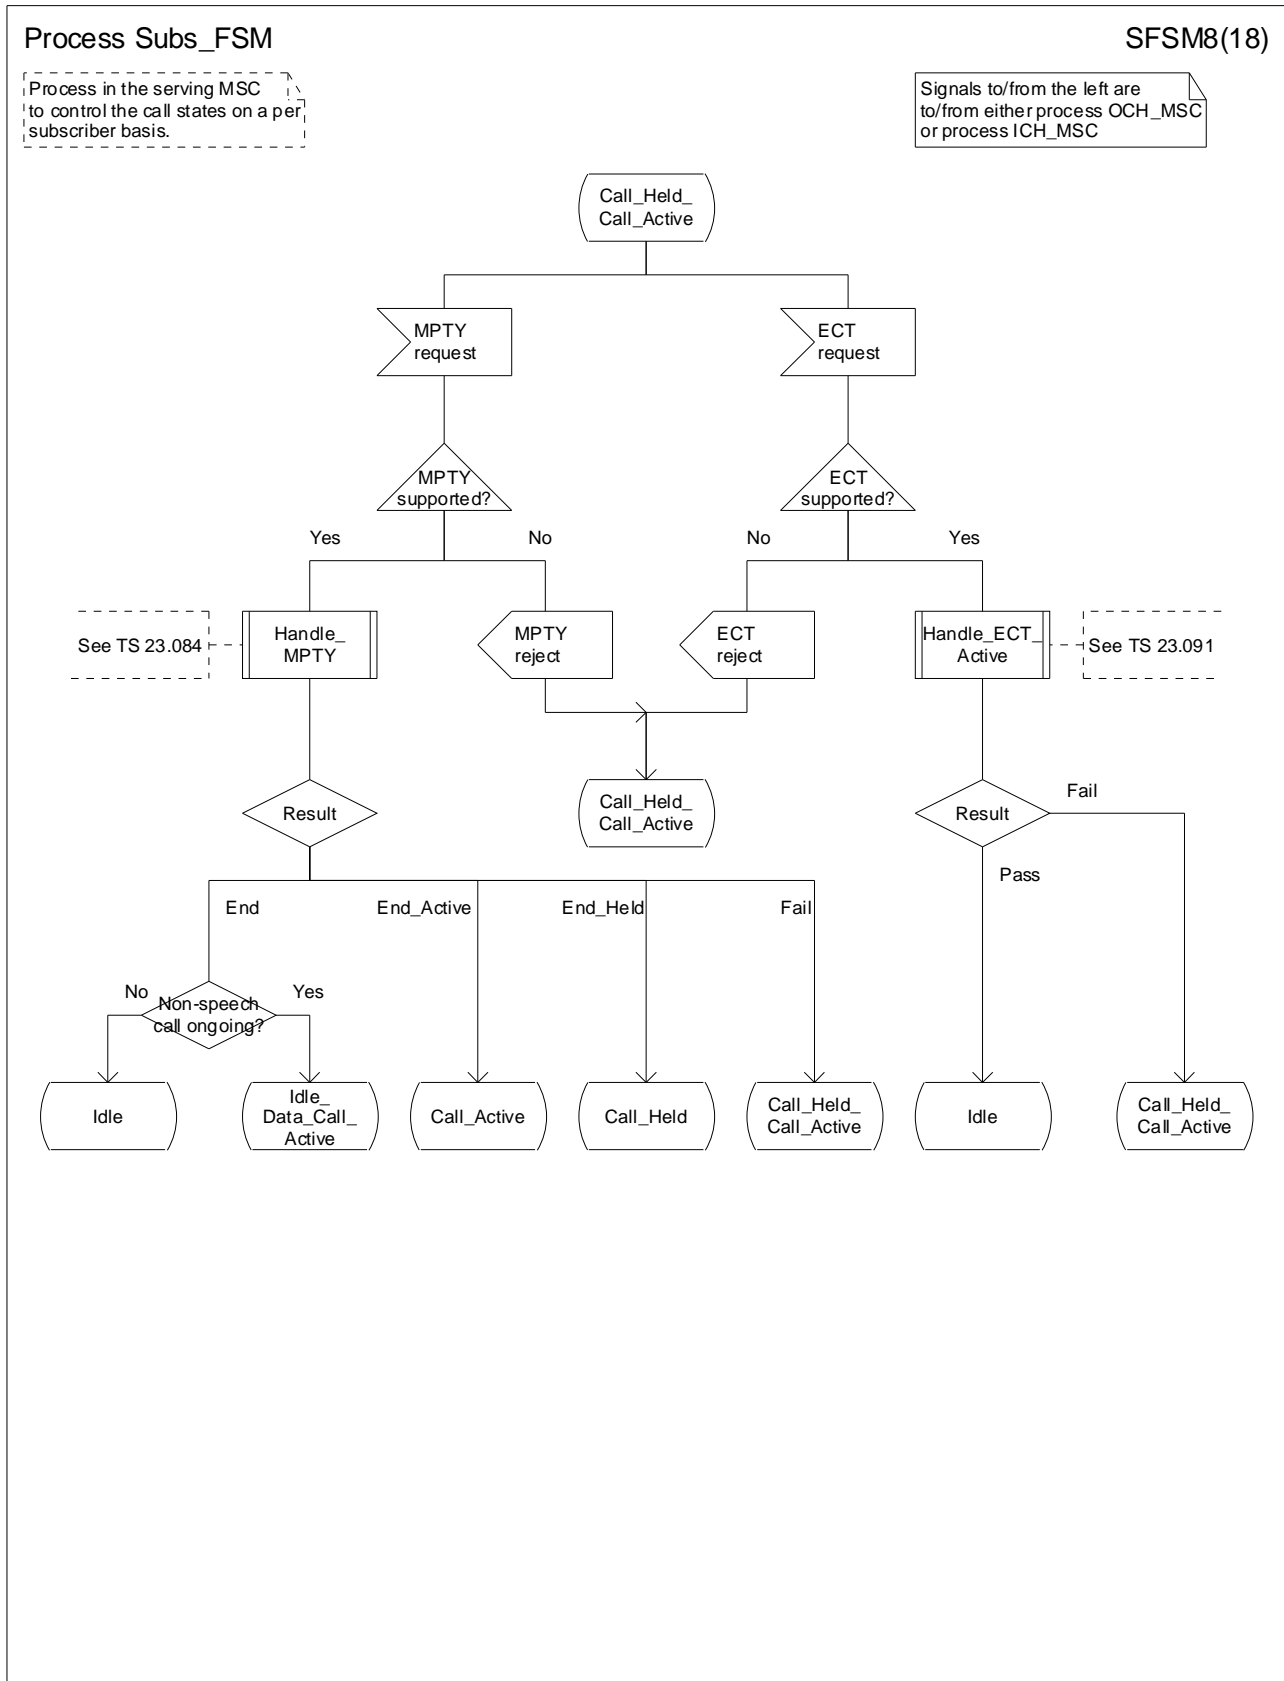 Process Subs_FSM
SFSM8(18)
Process in the serving MSC
to control the call states on a per
subscriber basis.
Signals to/from the left are
to/from either process OCH_MSC
or process ICH_MSC
Call_Held_
Call_Active
MPTY
request
ECT
request
MPTY
supported?
ECT
supported?
Yes
No
No
Yes
See TS 23.084
Handle_
MPTY
MPTY
reject
ECT
reject
Handle_ECT_
Active
See TS 23.091
Result
Call_Held_
Call_Active
Result
Fail
Pass
End
End_Active
End_Held
Fail
No
Non-speech
call ongoing?
Yes
Idle
Idle_
Data_Call_
Active
Call_Active
Call_Held
Call_Held_
Call_Active
Idle
Call_Held_
Call_Active